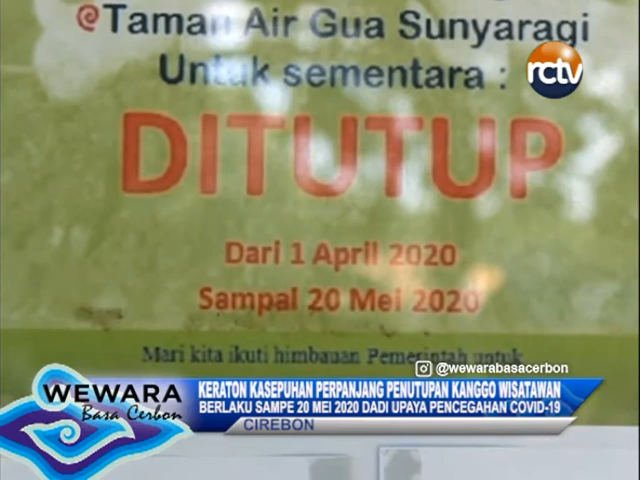 @Taman Air Gua Sunyaragi
Untuk sementara :
rctv
DITUTUP
Dari 1 April 2020
Sampai 20 Mei 2020
Mari kita ikuti himbauan Pemerintah untuk
@wewarabasacerbon
WEWARA
Basa Cerbon
KERATON KASEPUHAN PERPANJANG PENUTUPAN KANGGO WISATAWAN
BERLAKU SAMPE 20 MEI 2020 DADI UPAYA PENCEGAHAN COVID-19
CIREBON